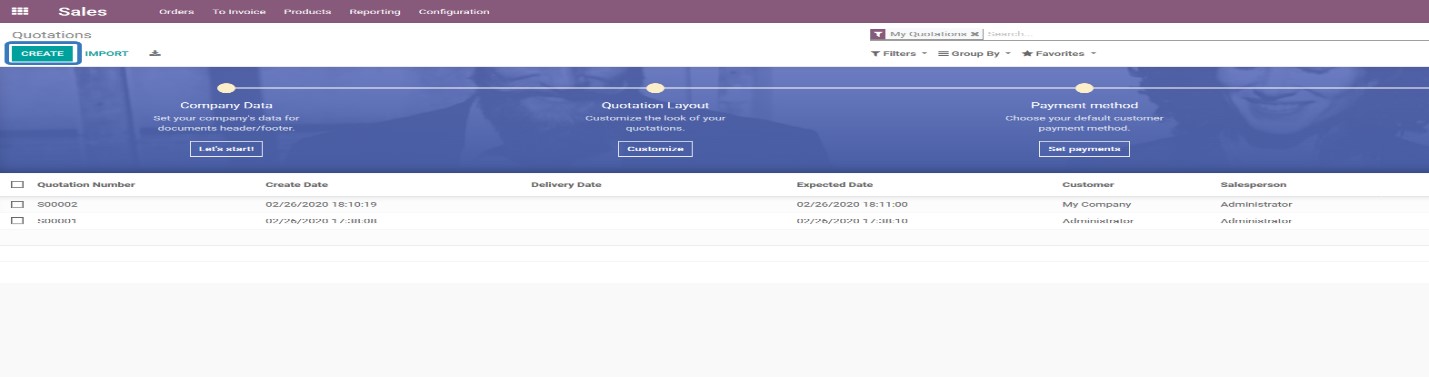 Sales Orders To Invoice Products Reporting Configuration
Quotations
My Quotations ✖ Search...
CREATE IMPORT
Filters Group By Favorites
Company Data
Set your company's data for
documents header/footer.
Let's start!
Quotation Layout
Customize the look of your
quotations.
Customize
Payment method
Choose your default customer
payment method.
Set payments
Quotation Number Create Date Delivery Date Expected Date Customer Salesperson
S00002 02/26/2020 18:10:19 02/26/2020 18:11:00 My Company Administrator
S00001 02/26/2020 17:38:08 02/26/2020 17:38:10 Administrator Administrator